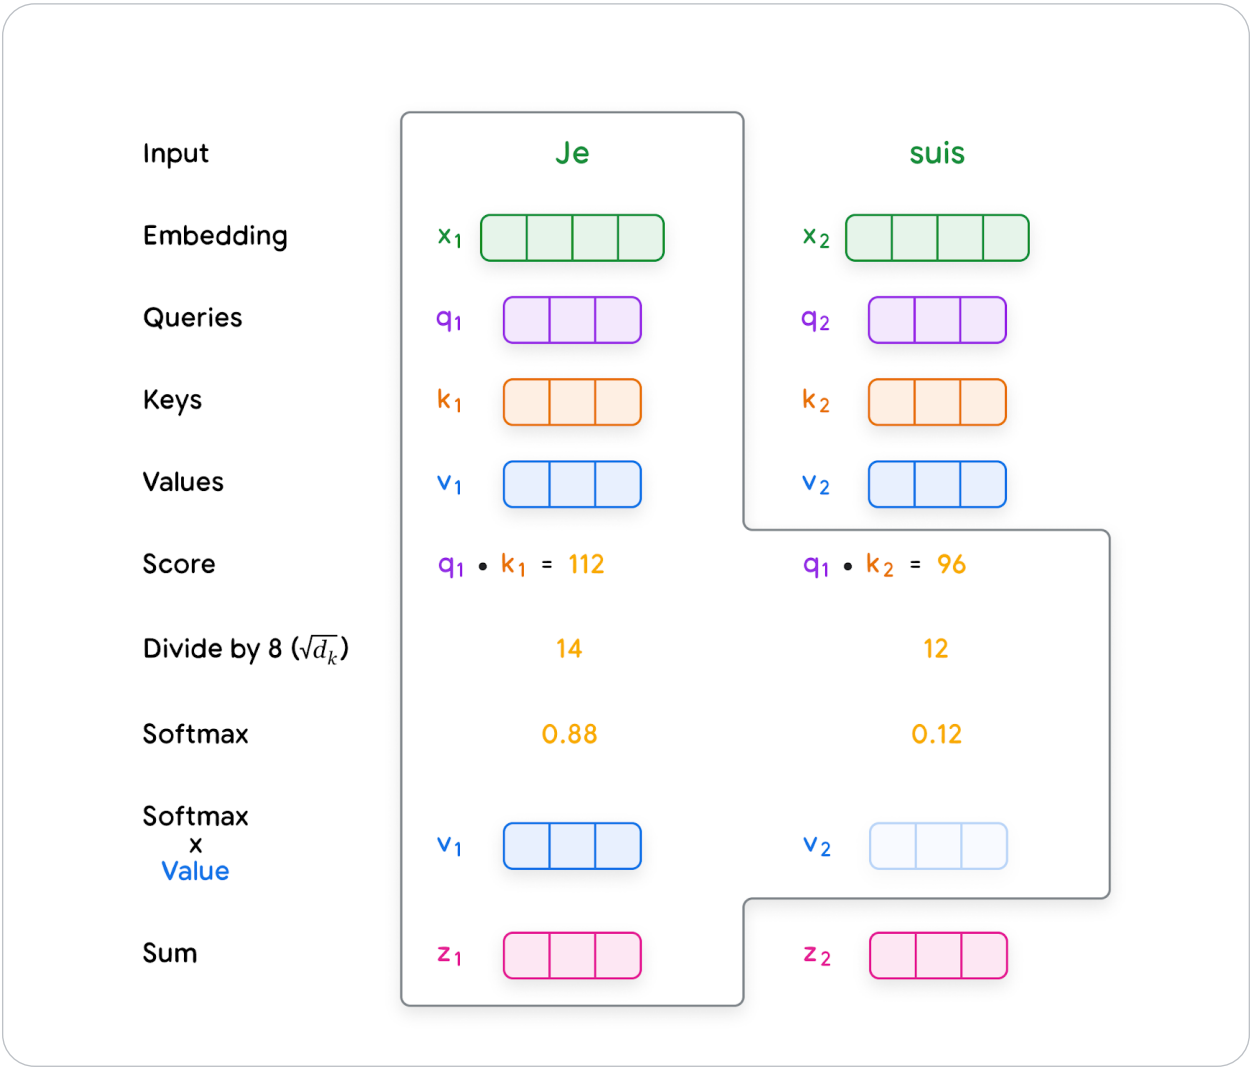 Input Je suis
Embedding x₁ x₂
Queries q₁ q₂
Keys k₁ k₂
Values v₁ v₂
Score q₁ • k₁ = 112 q₁ • k₂ = 96
Divide by 8 (√dₖ) 14 12
Softmax 0.88 0.12
Softmax
x
Value v₁ v₂
Sum z₁ z₂